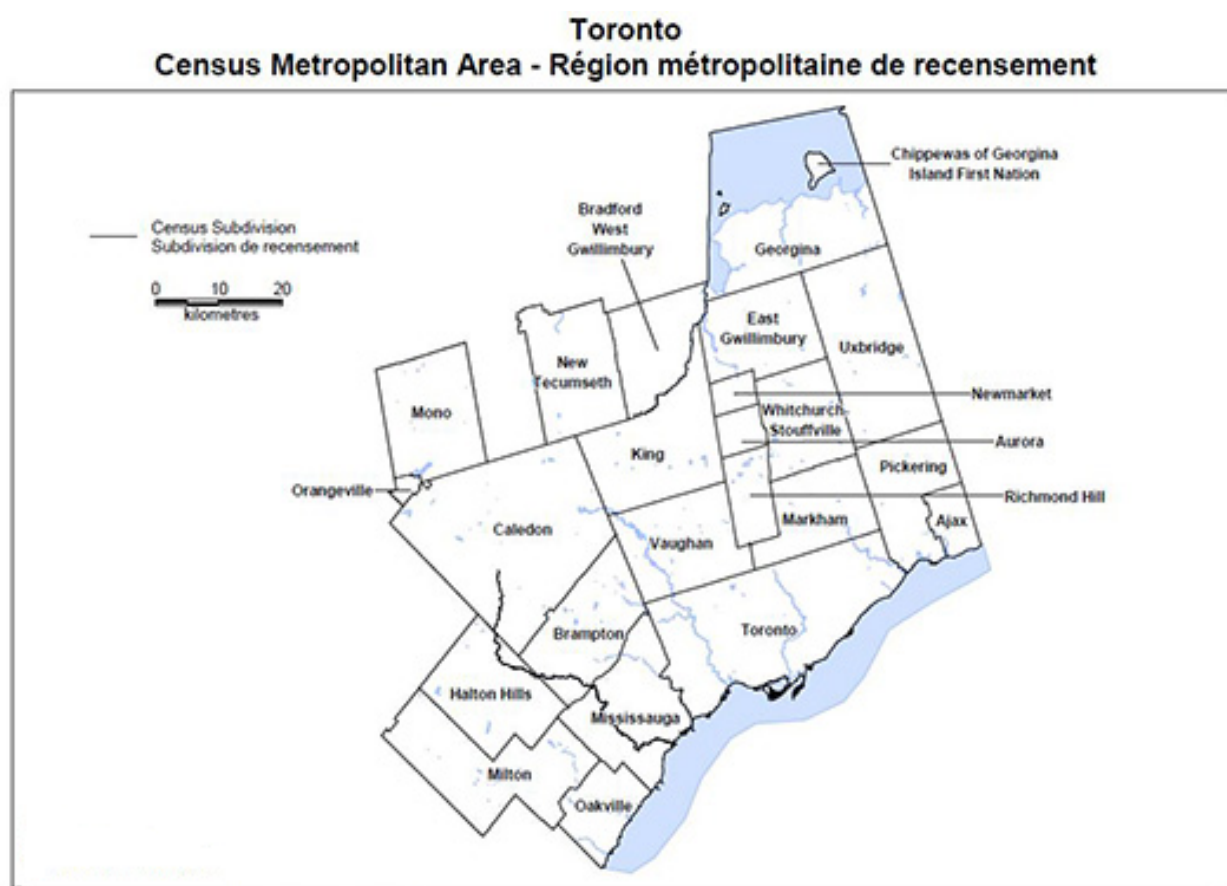 Toronto
Census Metropolitan Area - Région métropolitaine de recensement
Chippewas of Georgina
Island First Nation
Bradford
West
Gwillimbury
Census Subdivision
Subdivision de recensement
Georgina
0 10 20
kilometres
East
Gwillimbury
Uxbridge
New
Tecumseth
Mono
Newmarket
Whitchurch-
Stouffville
Aurora
King
Pickering
Orangeville
Richmond Hill
Caledon
Vaughan
Markham
Ajax
Brampton
Toronto
Halton Hills
Mississauga
Milton
Oakville